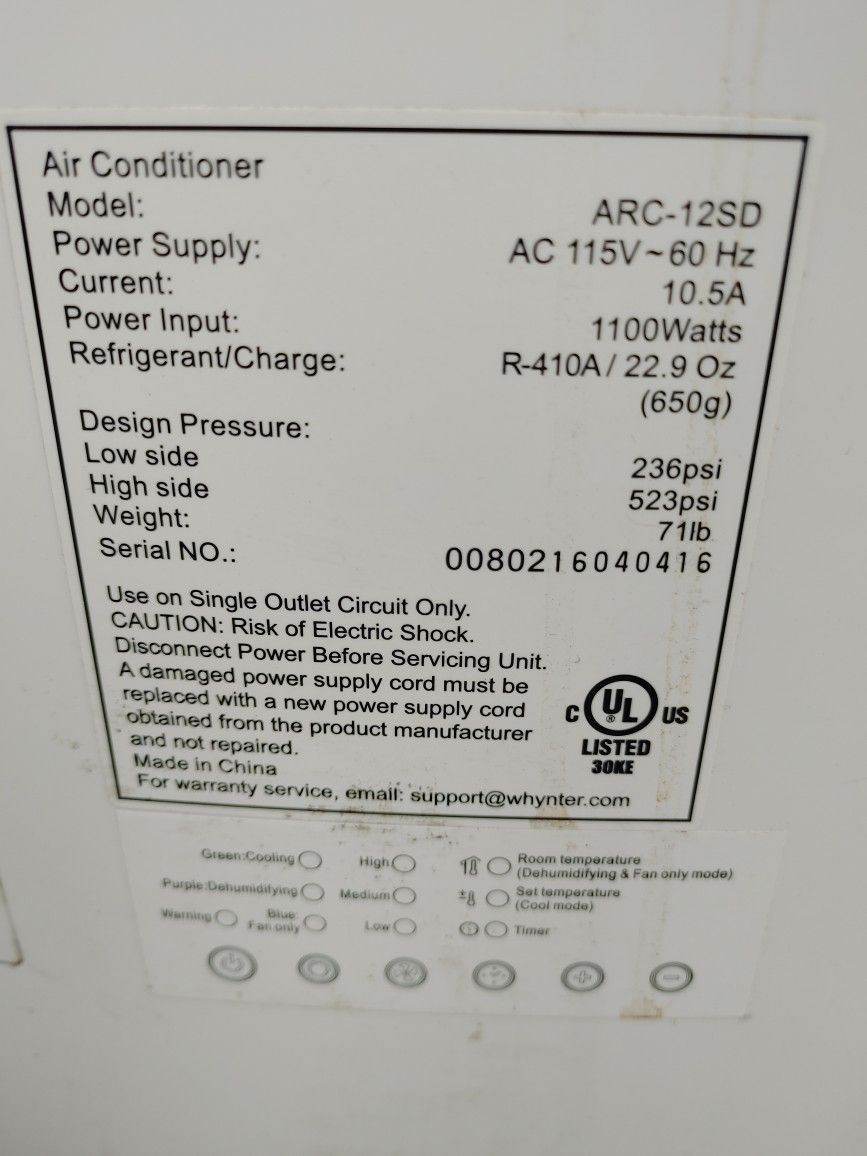 Air Conditioner
Model: ARC-12SD
Power Supply: AC 115V~60 Hz
Current: 10.5A
Power Input: 1100Watts
Refrigerant/Charge: R-410A / 22.9 Oz
(650g)
Design Pressure:
Low side 236psi
High side 523psi
Weight: 71lb
Serial NO.: 0080216040416
Use on Single Outlet Circuit Only.
CAUTION: Risk of Electric Shock.
Disconnect Power Before Servicing Unit.
A damaged power supply cord must be
replaced with a new power supply cord
obtained from the product manufacturer
and not repaired.
Made in China
For warranty service, email: support@whynter.com
C UL ® US
LISTED
30KE
Green:Cooling High Room temperature
(Dehumidifying & Fan only mode)
Purple:Dehumidifying Medium Set temperature
(Cool mode)
Warning Blue:
Fan only Low Timer